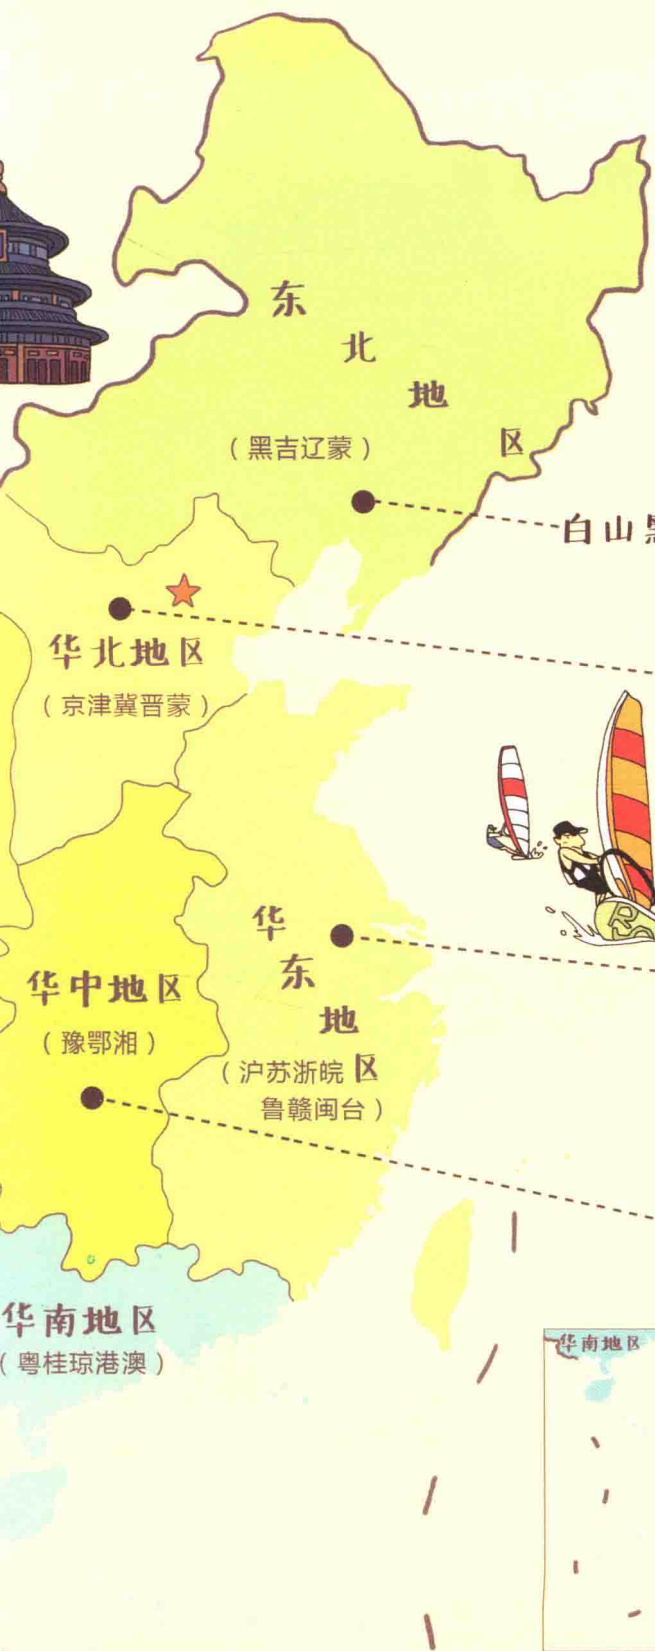 东北地区
（黑吉辽蒙）
白山
华北地区
（京津冀晋蒙）
华东地区
（沪苏浙皖
鲁赣闽台）
华中地区
（豫鄂湘）
华南地区
（粤桂琼港澳）
华南地区